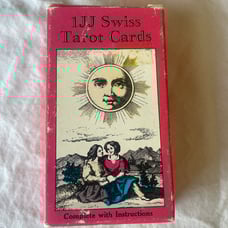 1JJ Swiss
Tarot Cards
Complete with Instructions